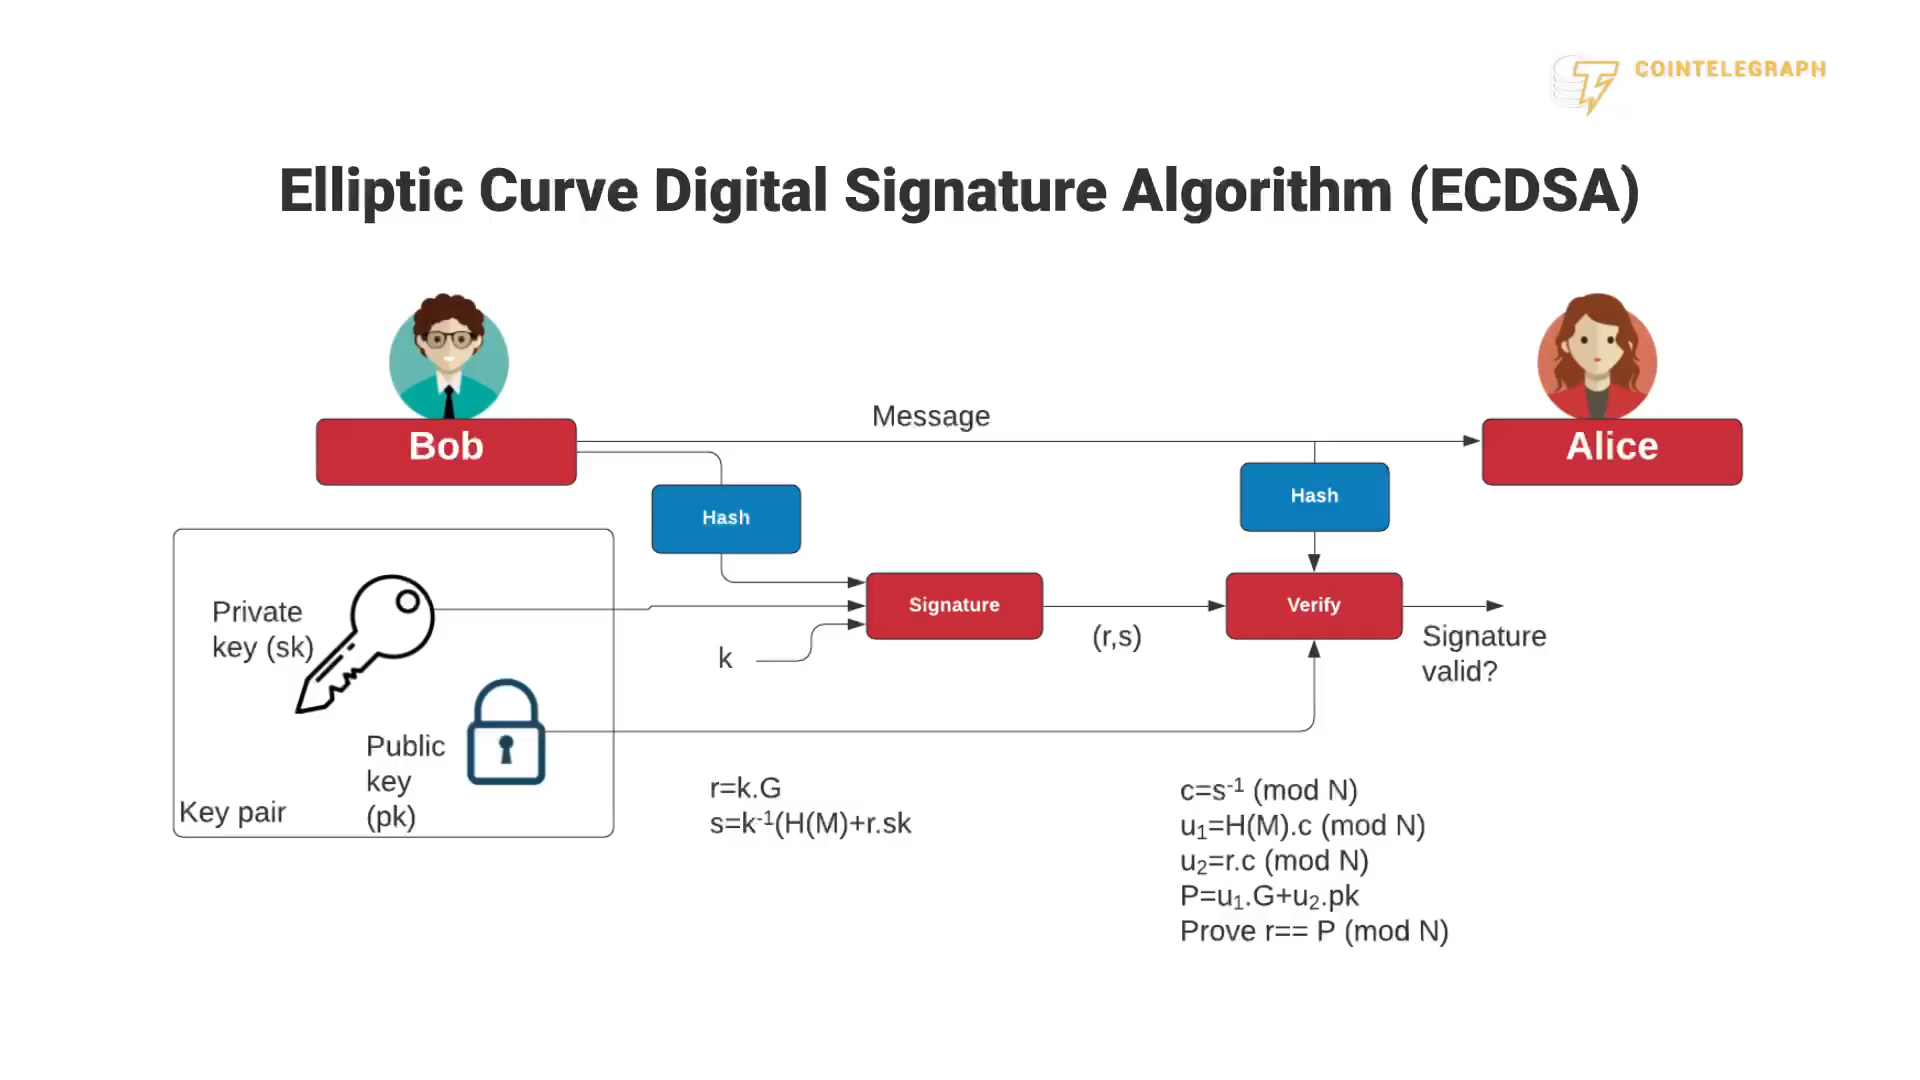 COINTELEGRAPH
Elliptic Curve Digital Signature Algorithm (ECDSA)
Message
Bob
Alice
Hash
Hash
Private
key (sk)
Signature
Verify
(r,s)
Signature
valid?
k
Public
key
(pk)
Key pair
r=k.G
s=k⁻¹(H(M)+r.sk
c=s⁻¹ (mod N)
u₁=H(M).c (mod N)
u₂=r.c (mod N)
P=u₁.G+u₂.pk
Prove r== P (mod N)